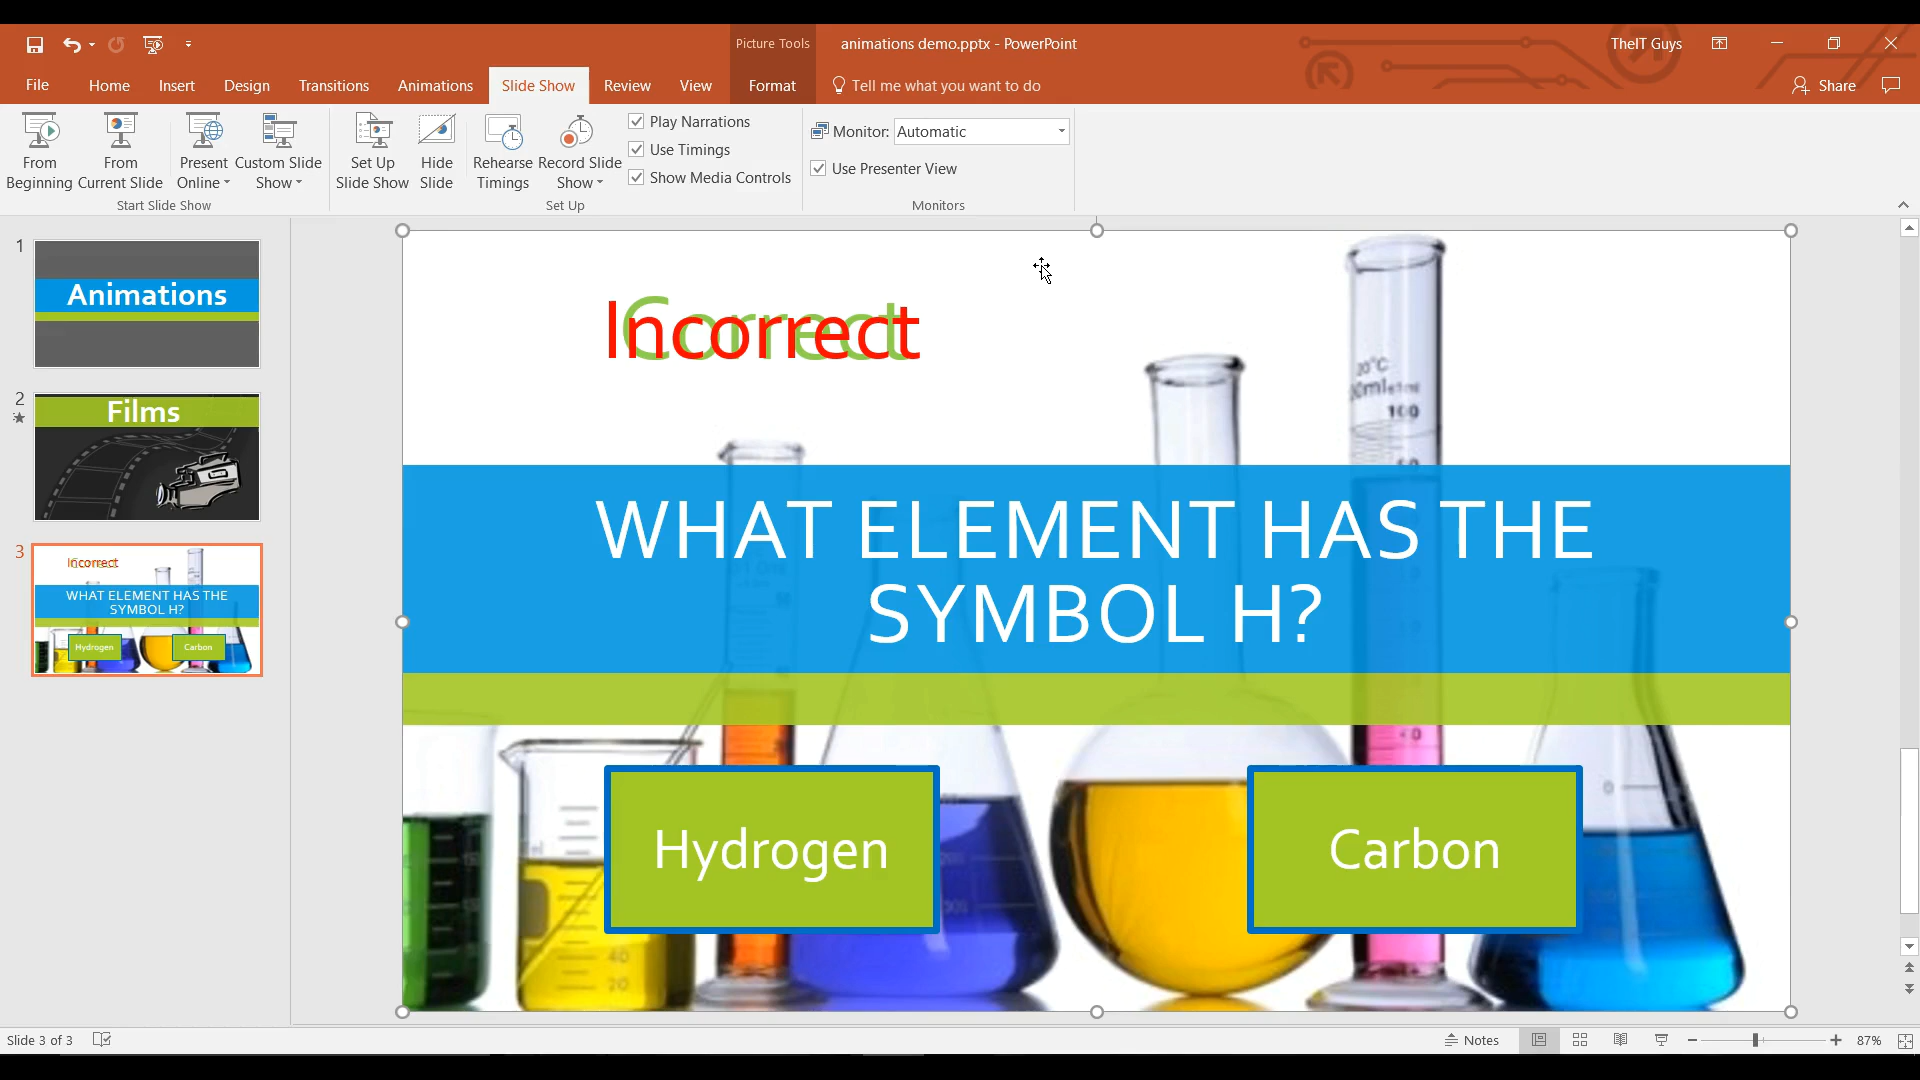 Picture Tools
animations demo.pptx - PowerPoint
TheIT Guys
File
Home
Insert
Design
Transitions
Animations
Slide Show
Review
View
Format
Tell me what you want to do
Share
From
Beginning
From
Current Slide
Present
Online
Custom Slide
Show
Set Up
Slide Show
Hide
Slide
Rehearse
Timings
Record Slide
Show
Play Narrations
Use Timings
Show Media Controls
Monitor: Automatic
Use Presenter View
Start Slide Show
Set Up
Monitors
1
Animations
2
Films
3
Incorrect
WHAT ELEMENT HAS THE
SYMBOL H?
Hydrogen
Carbon
Correct
Incorrect
20°C
100
WHAT ELEMENT HAS THE
SYMBOL H?
Hydrogen
Carbon
40
20
Slide 3 of 3
Notes
87%